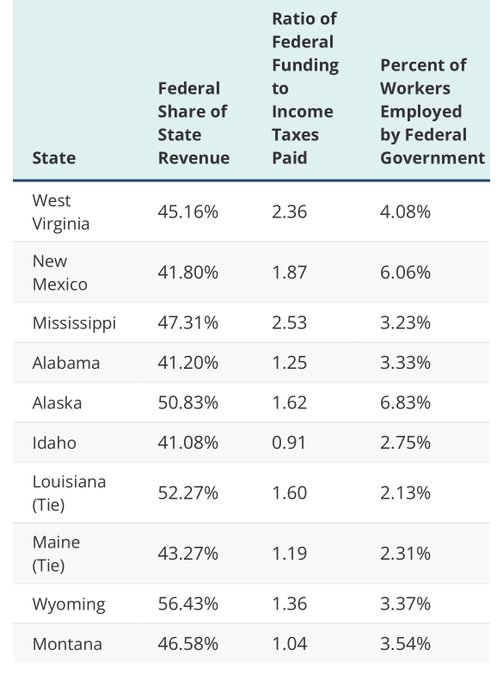 State
Federal
Share of
State
Revenue
Ratio of
Federal
Funding
to
Income
Taxes
Paid
Percent of
Workers
Employed
by Federal
Government
West
Virginia
45.16%
2.36
4.08%
New
Mexico
41.80%
1.87
6.06%
Mississippi
47.31%
2.53
3.23%
Alabama
41.20%
1.25
3.33%
Alaska
50.83%
1.62
6.83%
Idaho
41.08%
0.91
2.75%
Louisiana
(Tie)
52.27%
1.60
2.13%
Maine
(Tie)
43.27%
1.19
2.31%
Wyoming
56.43%
1.36
3.37%
Montana
46.58%
1.04
3.54%